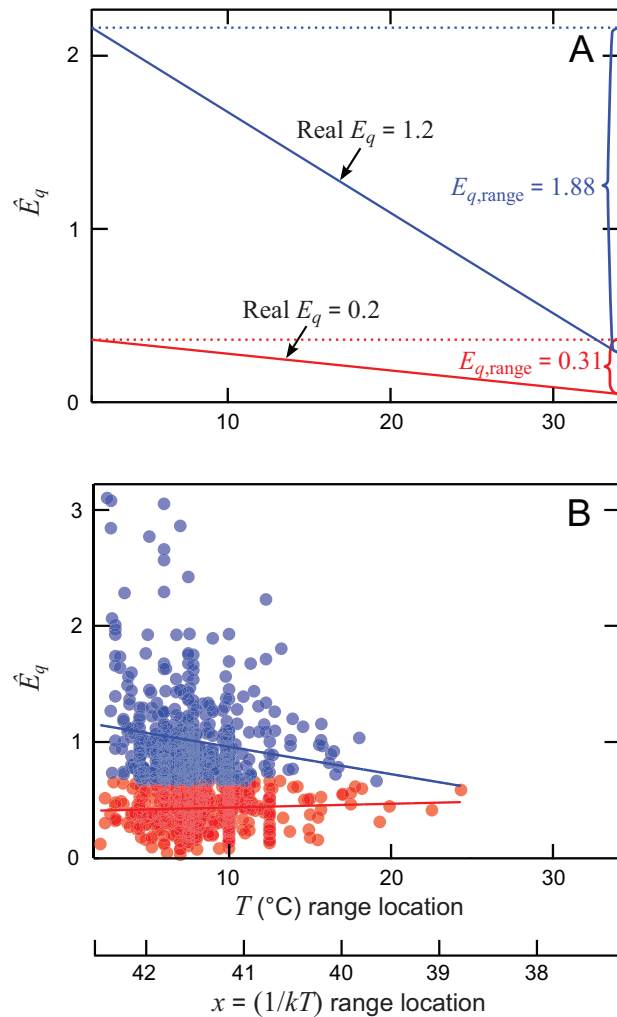 A
2
1
0
Ê_q
Real E_q = 1.2
E_q,range = 1.88
Real E_q = 0.2
E_q,range = 0.31
10
20
30
B
3
2
1
0
Ê_q
10
20
30
T (°C) range location
42
41
40
39
38
x = (1/kT) range location